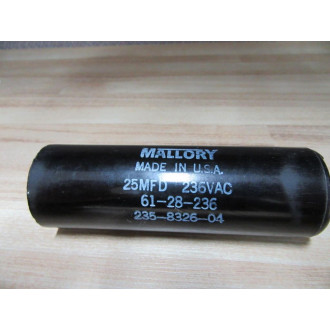 MALLORY
MADE IN U.S.A.
25MFD 236VAC
61-28-236
235-8326-04